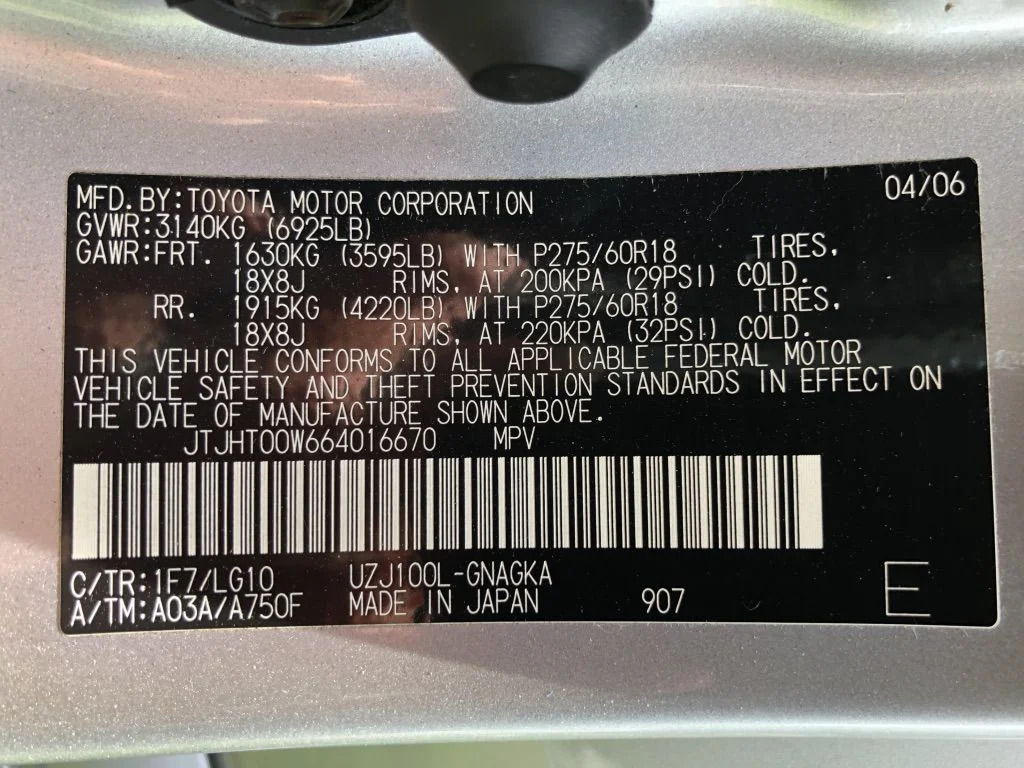 MFD. BY: TOYOTA MOTOR CORPORATION 04/06
GVWR: 3140KG (6925LB)
GAWR: FRT. 1630KG (3595LB) WITH P275/60R18 TIRES,
18X8J RIMS, AT 200KPA (29PSI) COLD.
RR. 1915KG (4220LB) WITH P275/60R18 TIRES,
18X8J RIMS, AT 220KPA (32PSI) COLD.
THIS VEHICLE CONFORMS TO ALL APPLICABLE FEDERAL MOTOR
VEHICLE SAFETY AND THEFT PREVENTION STANDARDS IN EFFECT ON
THE DATE OF MANUFACTURE SHOWN ABOVE.
JTJHT00W664016670 MPV
C/TR: 1F7/LG10 UZJ100L-GNAGKA
A/TM: A03A/A750F MADE IN JAPAN 907 E